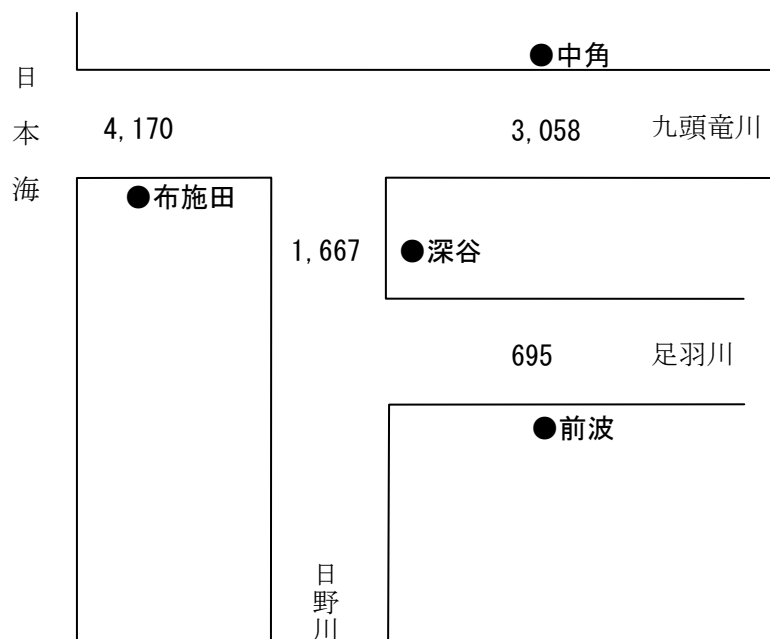 ●中角
日本海
4,170
3,058
九頭竜川
●布施田
1,667
●深谷
695
足羽川
●前波
日野川